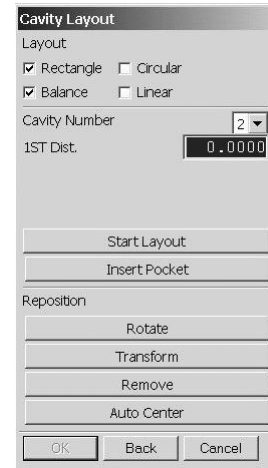 Cavity Layout
Layout
Rectangle Circular
Balance Linear
Cavity Number 2
1ST Dist. 0.0000
Start Layout
Insert Pocket
Reposition
Rotate
Transform
Remove
Auto Center
OK Back Cancel